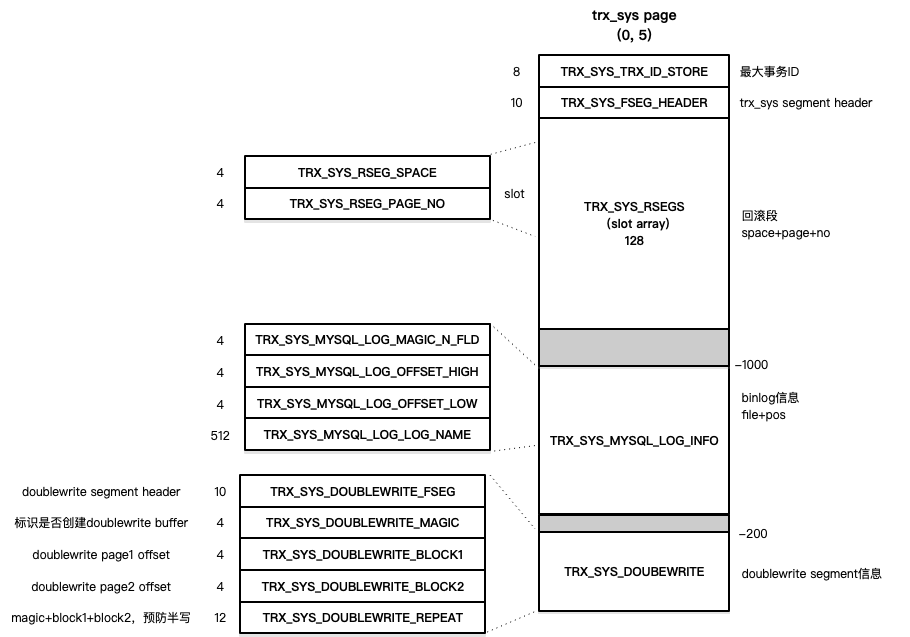 trx_sys page
(0, 5)
8
TRX_SYS_TRX_ID_STORE
最大事务ID
10
TRX_SYS_FSEG_HEADER
trx_sys segment header
4
TRX_SYS_RSEG_SPACE
4
TRX_SYS_RSEG_PAGE_NO
slot
TRX_SYS_RSEGS
(slot array)
128
回滚段
space+page+no
4
TRX_SYS_MYSQL_LOG_MAGIC_N_FLD
4
TRX_SYS_MYSQL_LOG_OFFSET_HIGH
4
TRX_SYS_MYSQL_LOG_OFFSET_LOW
512
TRX_SYS_MYSQL_LOG_LOG_NAME
-1000
binlog信息
file+pos
TRX_SYS_MYSQL_LOG_INFO
doublewrite segment header
10
TRX_SYS_DOUBLEWRITE_FSEG
标识是否创建doublewrite buffer
4
TRX_SYS_DOUBLEWRITE_MAGIC
doublewrite page1 offset
4
TRX_SYS_DOUBLEWRITE_BLOCK1
doublewrite page2 offset
4
TRX_SYS_DOUBLEWRITE_BLOCK2
magic+block1+block2，预防半写
12
TRX_SYS_DOUBLEWRITE_REPEAT
-200
TRX_SYS_DOUBEWRITE
doublewrite segment信息